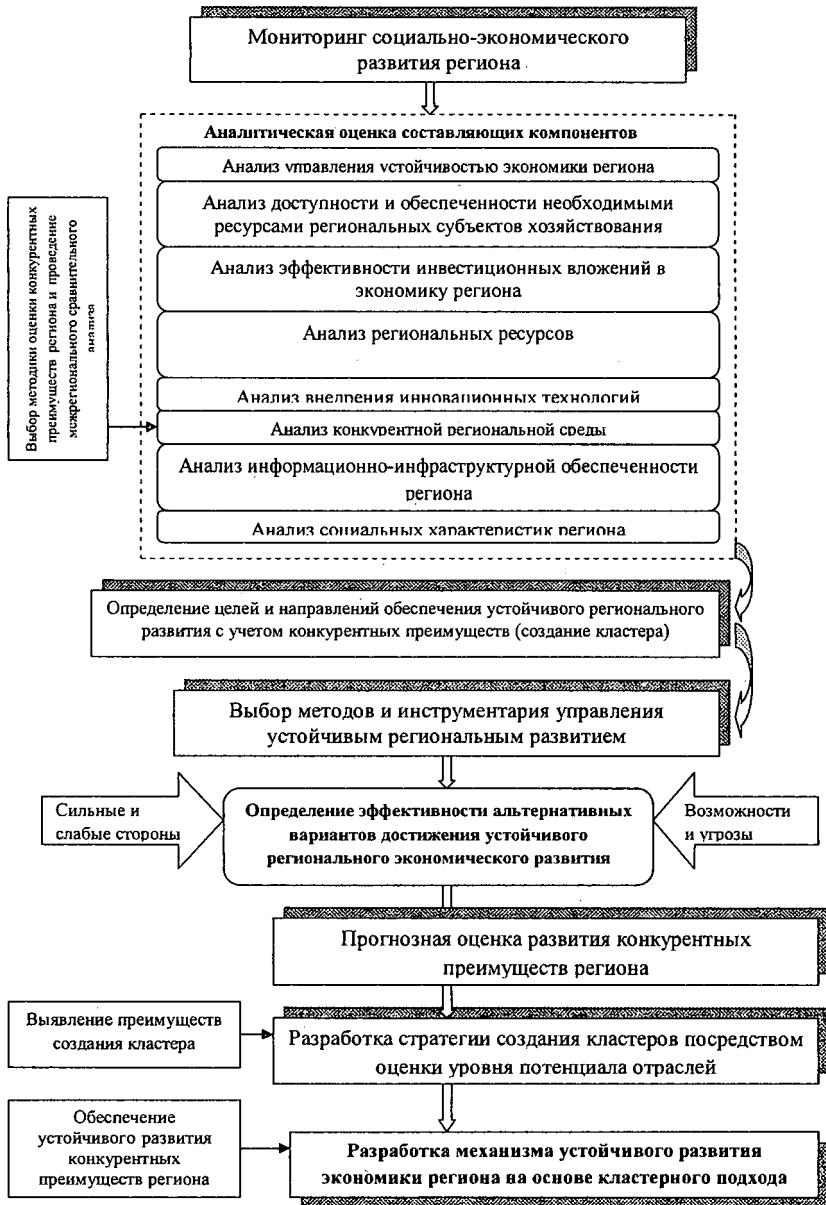 Мониторинг социально-экономического
развития региона
Аналитическая оценка составляющих компонентов
Анализ управления устойчивостью экономики региона
Анализ доступности и обеспеченности необходимыми
ресурсами региональных субъектов хозяйствования
Анализ эффективности инвестиционных вложений в
экономику региона
Анализ региональных ресурсов
Анализ внедрения инновационных технологий
Анализ конкурентной региональной среды
Анализ информационно-инфраструктурной обеспеченности
региона
Анализ социальных характеристик региона
Выбор методики оценки конкурентных
преимуществ региона и проведение
межрегионального сравнительного
анализа
Определение целей и направлений обеспечения устойчивого регионального
развития с учетом конкурентных преимуществ (создание кластера)
Выбор методов и инструментария управления
устойчивым региональным развитием
Сильные и
слабые стороны
Определение эффективности альтернативных
вариантов достижения устойчивого
регионального экономического развития
Возможности
и угрозы
Прогнозная оценка развития конкурентных
преимуществ региона
Выявление преимуществ
создания кластера
Разработка стратегии создания кластеров посредством
оценки уровня потенциала отраслей
Обеспечение
устойчивого развития
конкурентных
преимуществ региона
Разработка механизма устойчивого развития
экономики региона на основе кластерного подхода